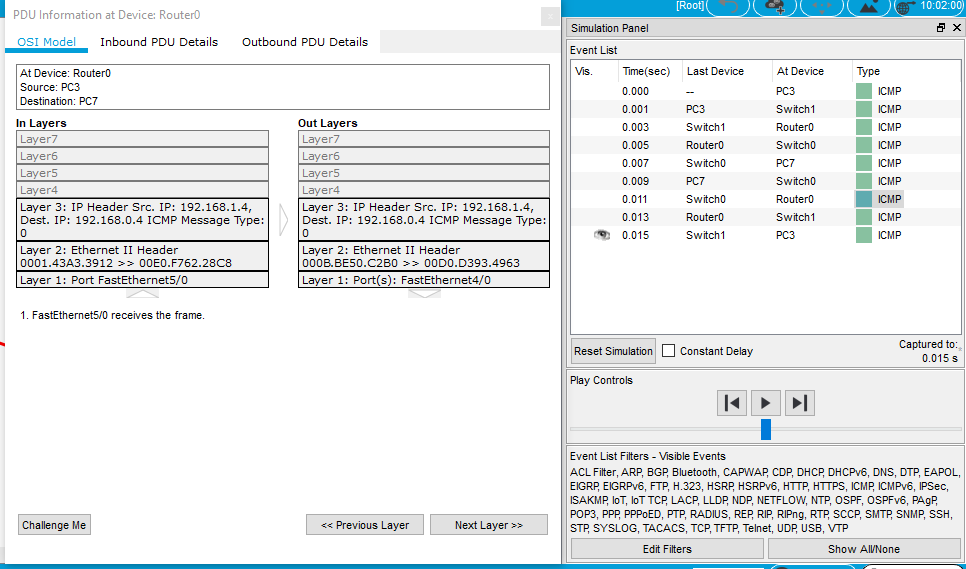 PDU Information at Device: Router0
x
OSI Model Inbound PDU Details Outbound PDU Details
At Device: Router0
Source: PC3
Destination: PC7
In Layers
Layer7
Layer6
Layer5
Layer4
Layer 3: IP Header Src. IP: 192.168.1.4,
Dest. IP: 192.168.0.4 ICMP Message Type:
0
Layer 2: Ethernet II Header
0001.43A3.3912 >> 00E0.F762.28C8
Layer 1: Port FastEthernet5/0
Out Layers
Layer7
Layer6
Layer5
Layer4
Layer 3: IP Header Src. IP: 192.168.1.4,
Dest. IP: 192.168.0.4 ICMP Message Type:
0
Layer 2: Ethernet II Header
000B.BE50.C2B0 >> 00D0.D393.4963
Layer 1: Port(s): FastEthernet4/0
1. FastEthernet5/0 receives the frame.
Challenge Me << Previous Layer Next Layer >>
[Root] 10:02:00
Simulation Panel
Event List
Vis. Time(sec) Last Device At Device Type
0.000 -- PC3 ICMP
0.001 PC3 Switch1 ICMP
0.003 Switch1 Router0 ICMP
0.005 Router0 Switch0 ICMP
0.007 Switch0 PC7 ICMP
0.009 PC7 Switch0 ICMP
0.011 Switch0 Router0 ICMP
0.013 Router0 Switch1 ICMP
0.015 Switch1 PC3 ICMP
Reset Simulation Constant Delay Captured to:
0.015 s
Play Controls
Event List Filters - Visible Events
ACL Filter, ARP, BGP, Bluetooth, CAPWAP, CDP, DHCP, DHCPv6, DNS, DTP, EAPOL,
EIGRP, EIGRPv6, FTP, H.323, HSRP, HSRPv6, HTTP, HTTPS, ICMP, ICMPv6, IPSec,
ISAKMP, IoT, IoT TCP, LACP, LLDP, NDP, NETFLOW, NTP, OSPF, OSPFv6, PAgP,
POP3, PPP, PPPoED, PTP, RADIUS, REP, RIP, RIPng, RTP, SCCP, SMTP, SNMP, SSH,
STP, SYSLOG, TACACS, TCP, TFTP, Telnet, UDP, USB, VTP
Edit Filters Show All/None